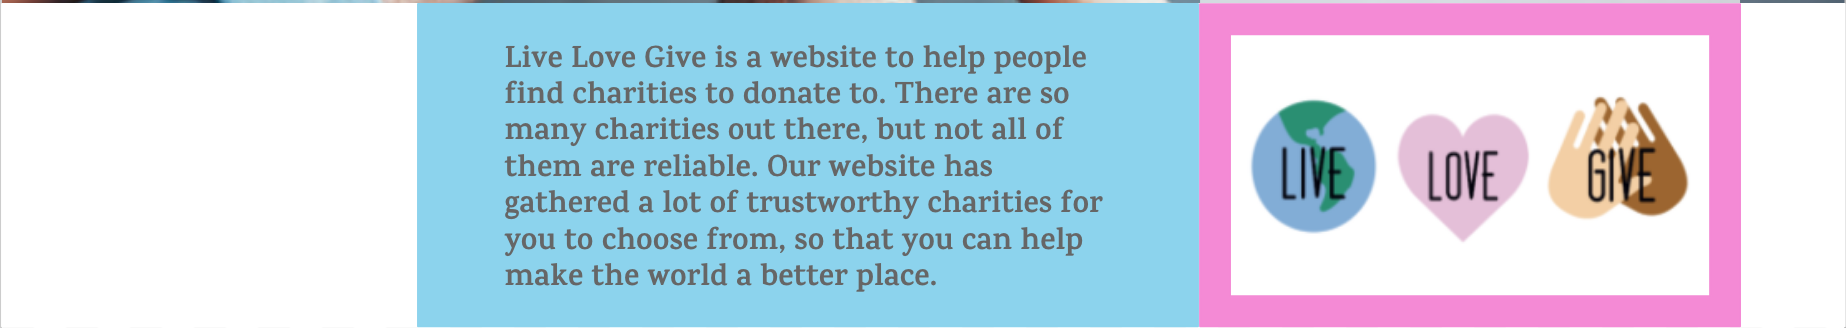 Live Love Give is a website to help people
find charities to donate to. There are so
many charities out there, but not all of
them are reliable. Our website has
gathered a lot of trustworthy charities for
you to choose from, so that you can help
make the world a better place.
LIVE LOVE GIVE